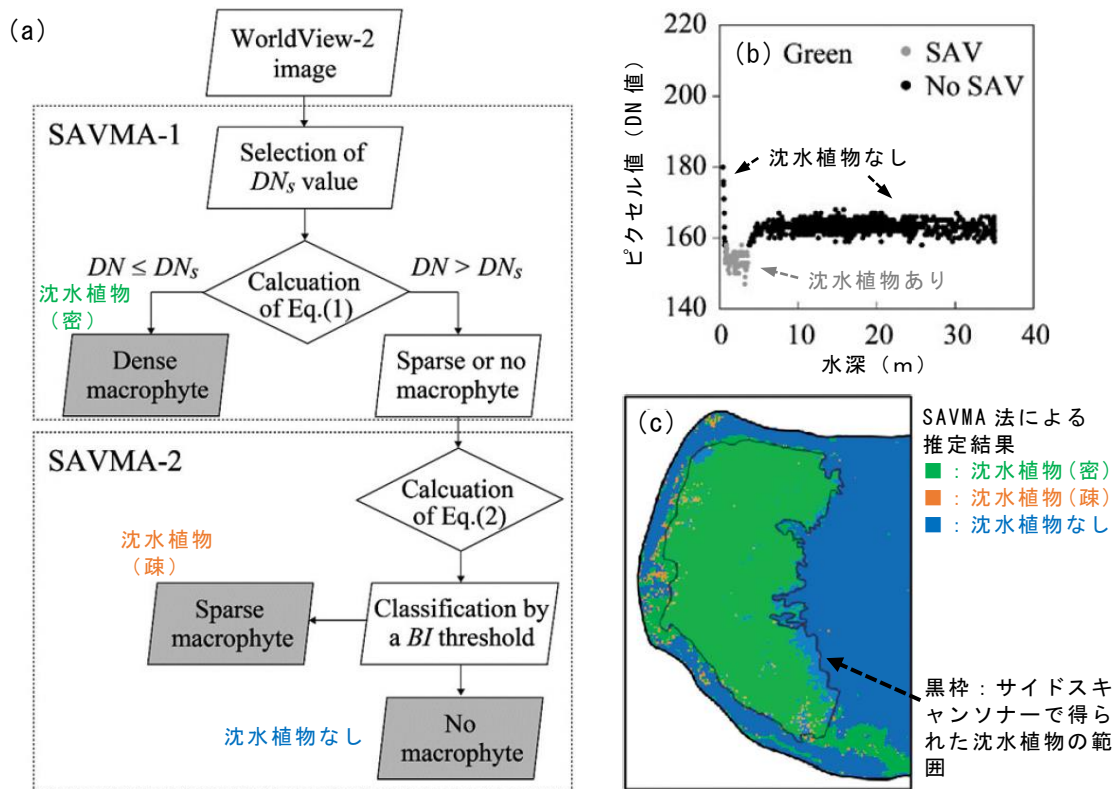 (a)
WorldView-2
image
SAVMA-1
Selection of
DNs value
DN ≤ DNs
DN > DNs
Calcuation
of Eq.(1)
沈水植物
(密)
Dense
macrophyte
Sparse or no
macrophyte
SAVMA-2
Calcuation
of Eq.(2)
沈水植物
(疎)
Sparse
macrophyte
Classification by
a BI threshold
沈水植物なし
No
macrophyte
(b) Green
SAV
No SAV
ピクセル値 (DN 値)
220
200
180
160
140
沈水植物なし
沈水植物あり
0 10 20 30 40
水深 (m)
(c)
SAVMA 法による
推定結果
■:沈水植物(密)
■:沈水植物(疎)
■:沈水植物なし
黒枠:サイドスキ
ャンソナーで得ら
れた沈水植物の範
囲